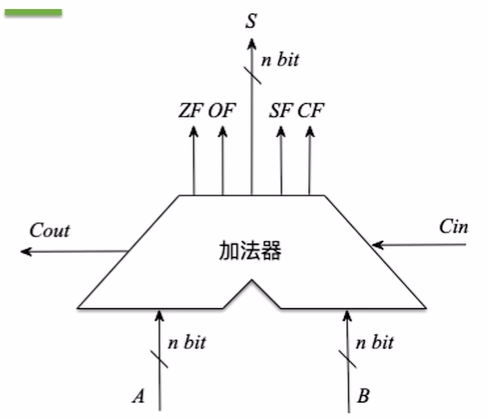 S
n bit
ZF OF SF CF
Cout
Cin
加法器
n bit
n bit
A
B